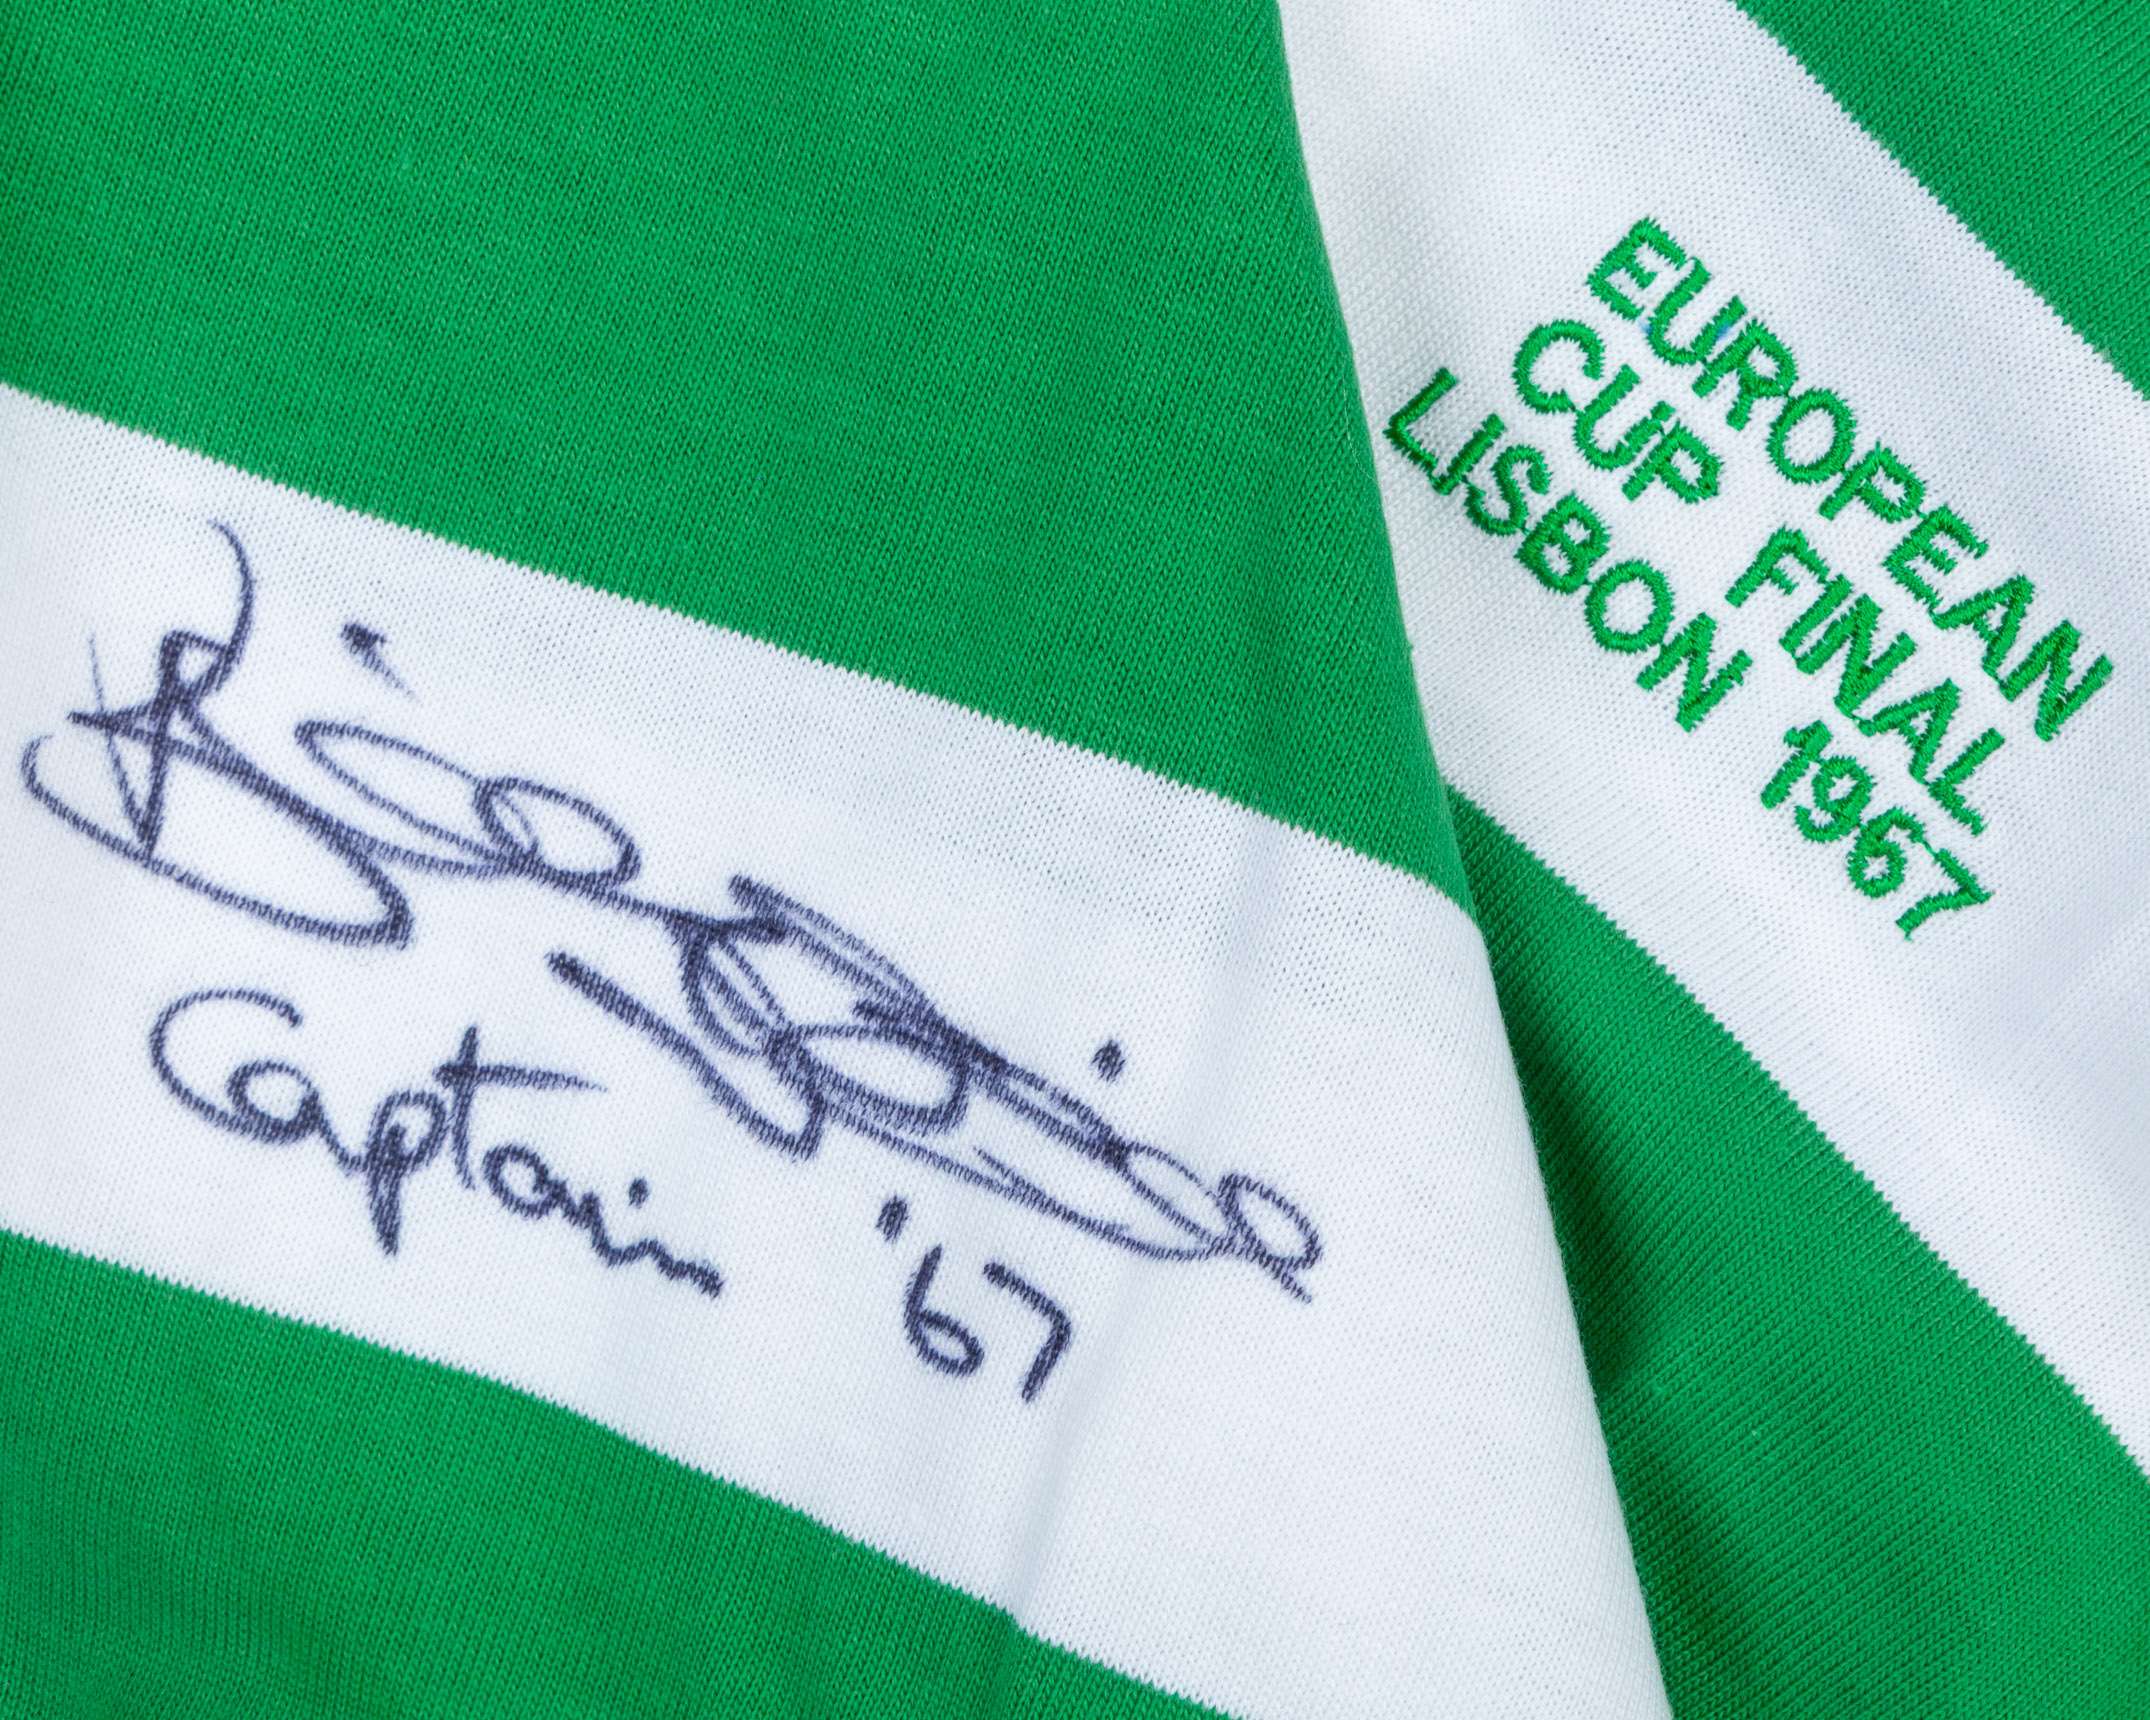 EUROPEAN
CUP FINAL
LISBON 1967
Captain '67